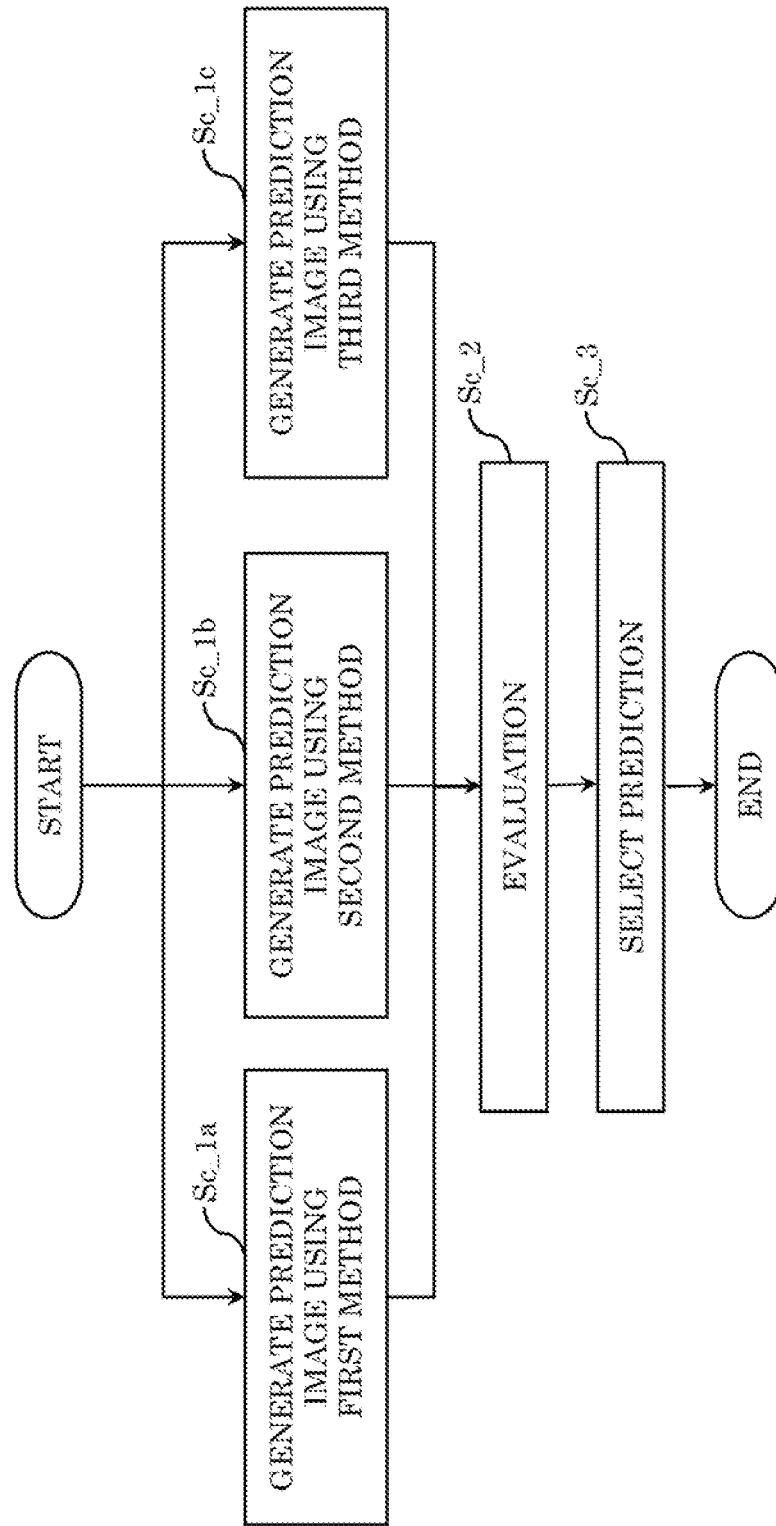 START
Sc_1a
GENERATE PREDICTION
IMAGE USING
FIRST METHOD
Sc_1b
GENERATE PREDICTION
IMAGE USING
SECOND METHOD
Sc_1c
GENERATE PREDICTION
IMAGE USING
THIRD METHOD
Sc_2
EVALUATION
Sc_3
SELECT PREDICTION
END